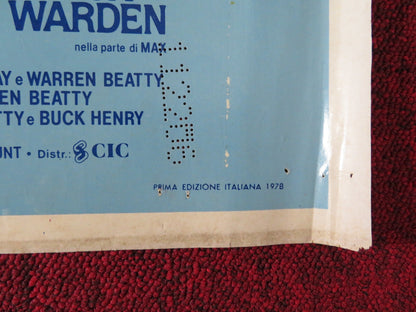 WARDEN
nella parte di MAX
AY e WARREN BEATTY
EN BEATTY
TTY e BUCK HENRY
NT • Distr.: CIC
PRIMA EDIZIONE ITALIANA 1978